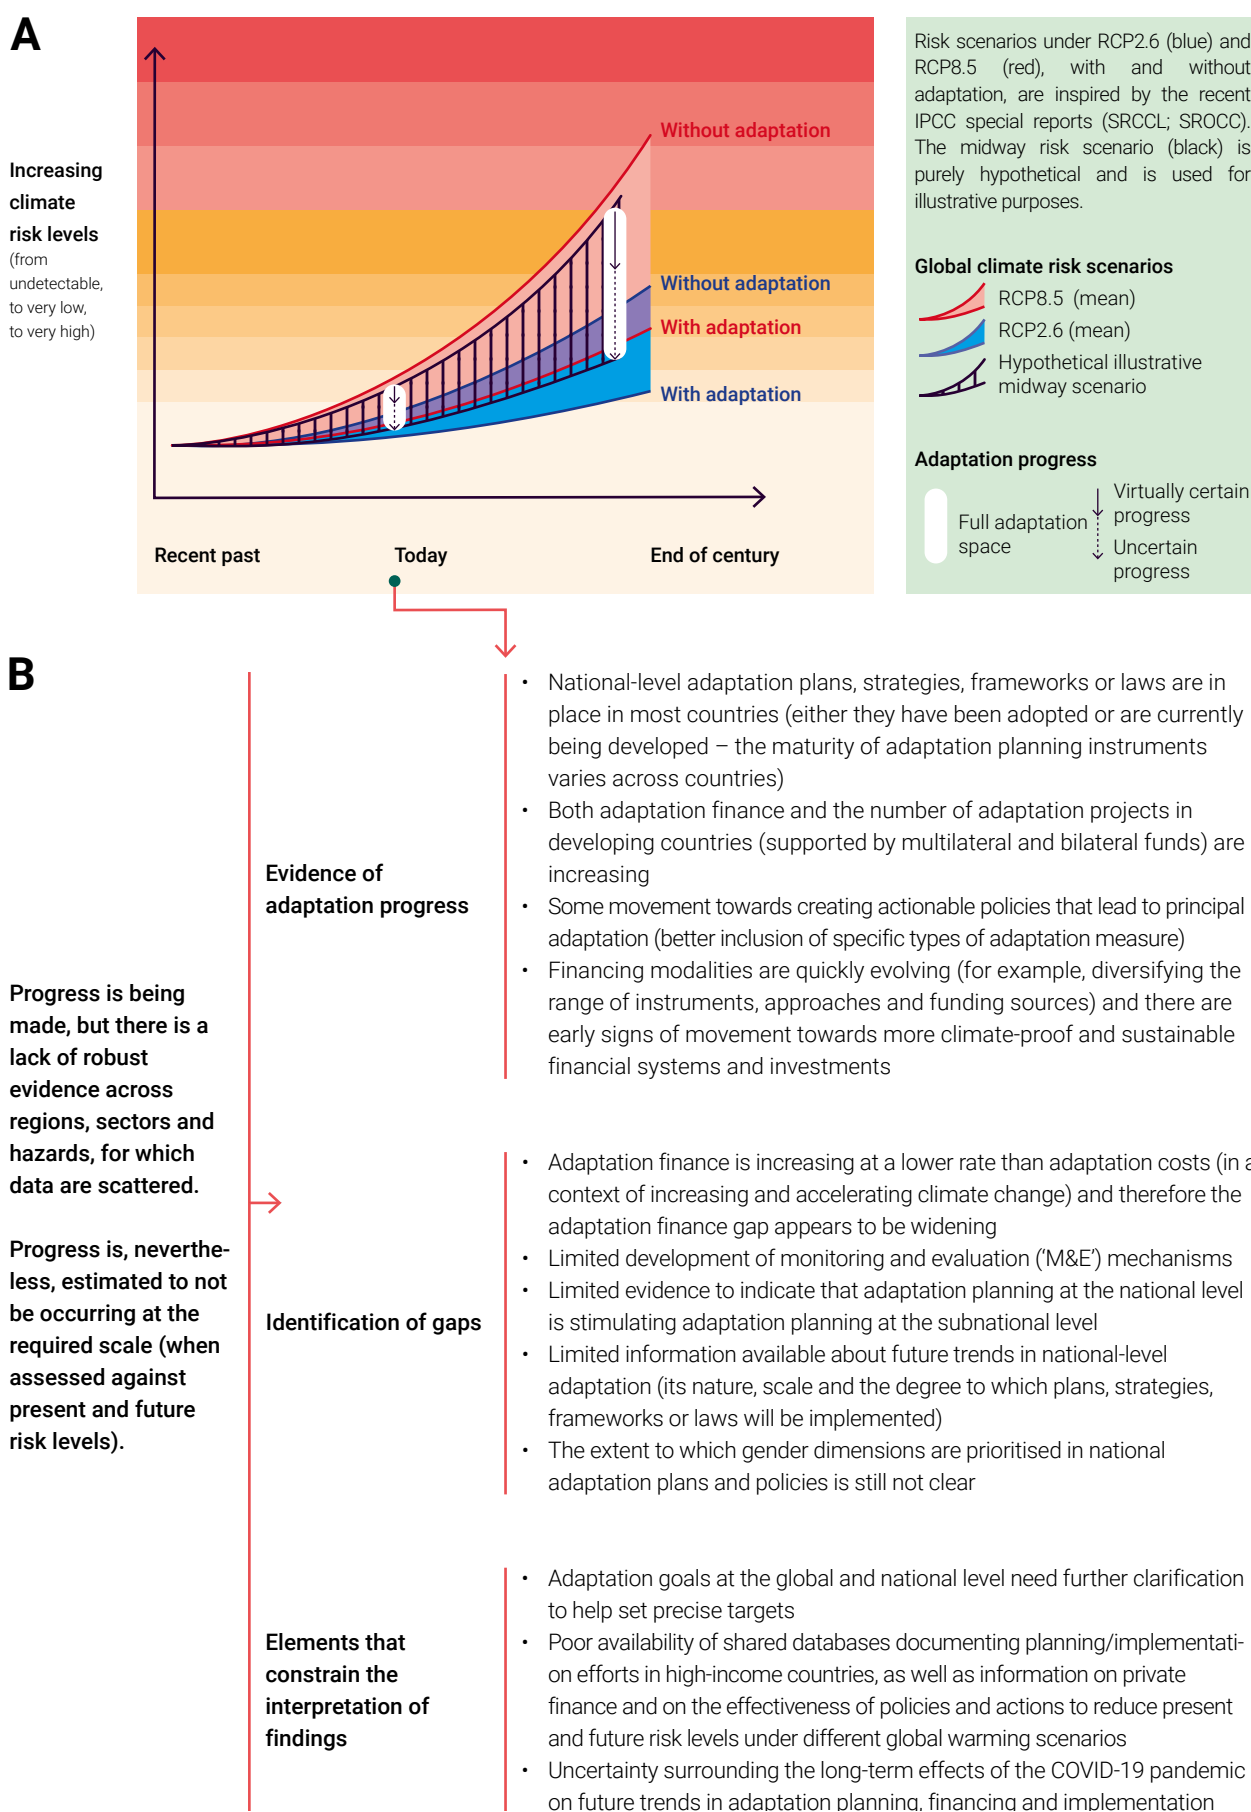 A
Increasing
climate
risk levels
(from
undetectable,
to very low,
to very high)
Without adaptation
Without adaptation
With adaptation
With adaptation
Recent past
Today
End of century
Risk scenarios under RCP2.6 (blue) and
RCP8.5 (red), with and without
adaptation, are inspired by the recent
IPCC special reports (SRCCL; SROCC).
The midway risk scenario (black) is
purely hypothetical and is used for
illustrative purposes.
Global climate risk scenarios
RCP8.5 (mean)
RCP2.6 (mean)
Hypothetical illustrative
midway scenario
Adaptation progress
Full adaptation
space
Virtually certain
progress
Uncertain
progress
B
Progress is being
made, but there is a
lack of robust
evidence across
regions, sectors and
hazards, for which
data are scattered.
Progress is, neverthe-
less, estimated to not
be occurring at the
required scale (when
assessed against
present and future
risk levels).
Evidence of
adaptation progress
• National-level adaptation plans, strategies, frameworks or laws are in
place in most countries (either they have been adopted or are currently
being developed – the maturity of adaptation planning instruments
varies across countries)
• Both adaptation finance and the number of adaptation projects in
developing countries (supported by multilateral and bilateral funds) are
increasing
• Some movement towards creating actionable policies that lead to principal
adaptation (better inclusion of specific types of adaptation measure)
• Financing modalities are quickly evolving (for example, diversifying the
range of instruments, approaches and funding sources) and there are
early signs of movement towards more climate-proof and sustainable
financial systems and investments
Identification of gaps
• Adaptation finance is increasing at a lower rate than adaptation costs (in a
context of increasing and accelerating climate change) and therefore the
adaptation finance gap appears to be widening
• Limited development of monitoring and evaluation (‘M&E’) mechanisms
• Limited evidence to indicate that adaptation planning at the national level
is stimulating adaptation planning at the subnational level
• Limited information available about future trends in national-level
adaptation (its nature, scale and the degree to which plans, strategies,
frameworks or laws will be implemented)
• The extent to which gender dimensions are prioritised in national
adaptation plans and policies is still not clear
Elements that
constrain the
interpretation of
findings
• Adaptation goals at the global and national level need further clarification
to help set precise targets
• Poor availability of shared databases documenting planning/implementati-
on efforts in high-income countries, as well as information on private
finance and on the effectiveness of policies and actions to reduce present
and future risk levels under different global warming scenarios
• Uncertainty surrounding the long-term effects of the COVID-19 pandemic
on future trends in adaptation planning, financing and implementation